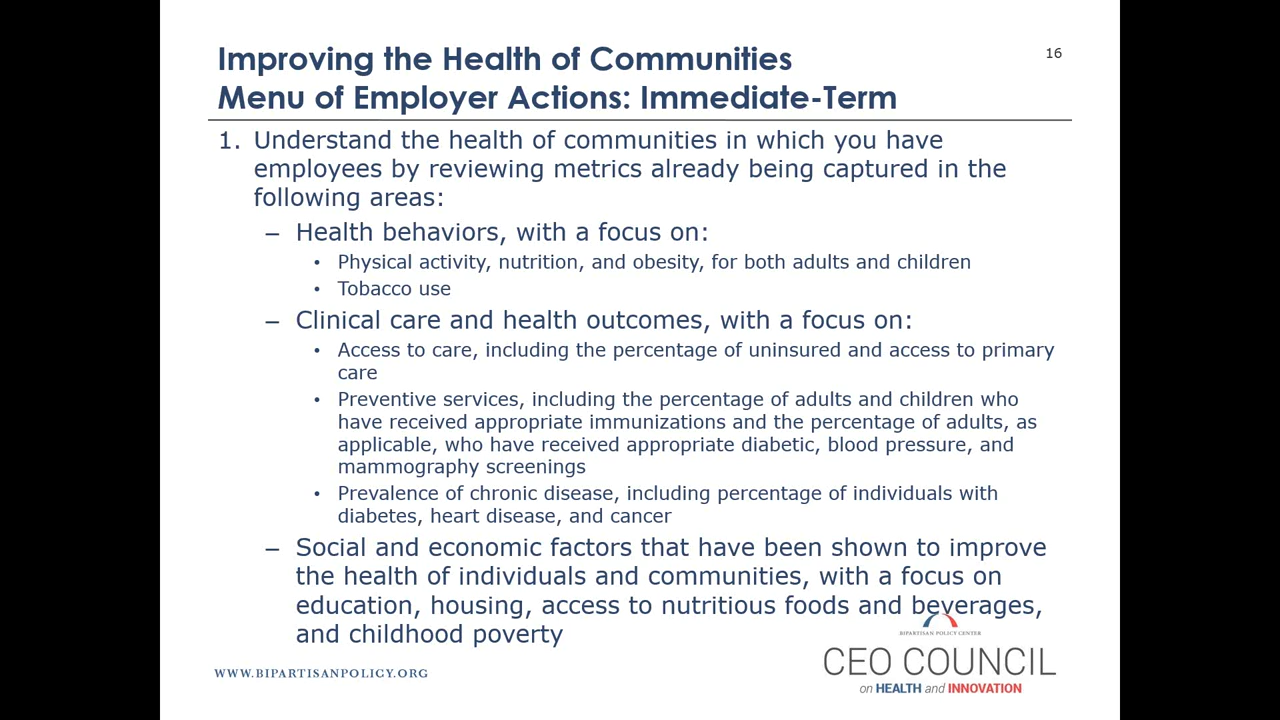 Improving the Health of Communities
16
Menu of Employer Actions: Immediate-Term
1. Understand the health of communities in which you have
employees by reviewing metrics already being captured in the
following areas:
– Health behaviors, with a focus on:
• Physical activity, nutrition, and obesity, for both adults and children
• Tobacco use
– Clinical care and health outcomes, with a focus on:
• Access to care, including the percentage of uninsured and access to primary
care
• Preventive services, including the percentage of adults and children who
have received appropriate immunizations and the percentage of adults, as
applicable, who have received appropriate diabetic, blood pressure, and
mammography screenings
• Prevalence of chronic disease, including percentage of individuals with
diabetes, heart disease, and cancer
– Social and economic factors that have been shown to improve
the health of individuals and communities, with a focus on
education, housing, access to nutritious foods and beverages,
and childhood poverty
BIPARTISAN POLICY CENTER
CEO COUNCIL
on HEALTH and INNOVATION
WWW.BIPARTISANPOLICY.ORG